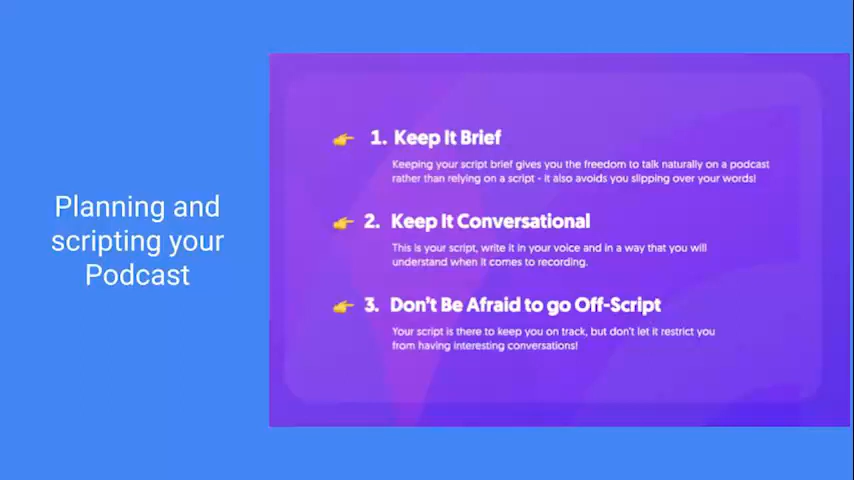 Planning and
scripting your
Podcast
1. Keep It Brief
Keeping your script brief gives you the freedom to talk naturally on a podcast
rather than relying on a script - it also avoids you slipping over your words!
2. Keep It Conversational
This is your script, write it in your voice and in a way that you will
understand when it comes to recording.
3. Don't Be Afraid to go Off-Script
Your script is there to keep you on track, but don't let it restrict you
from having interesting conversations!